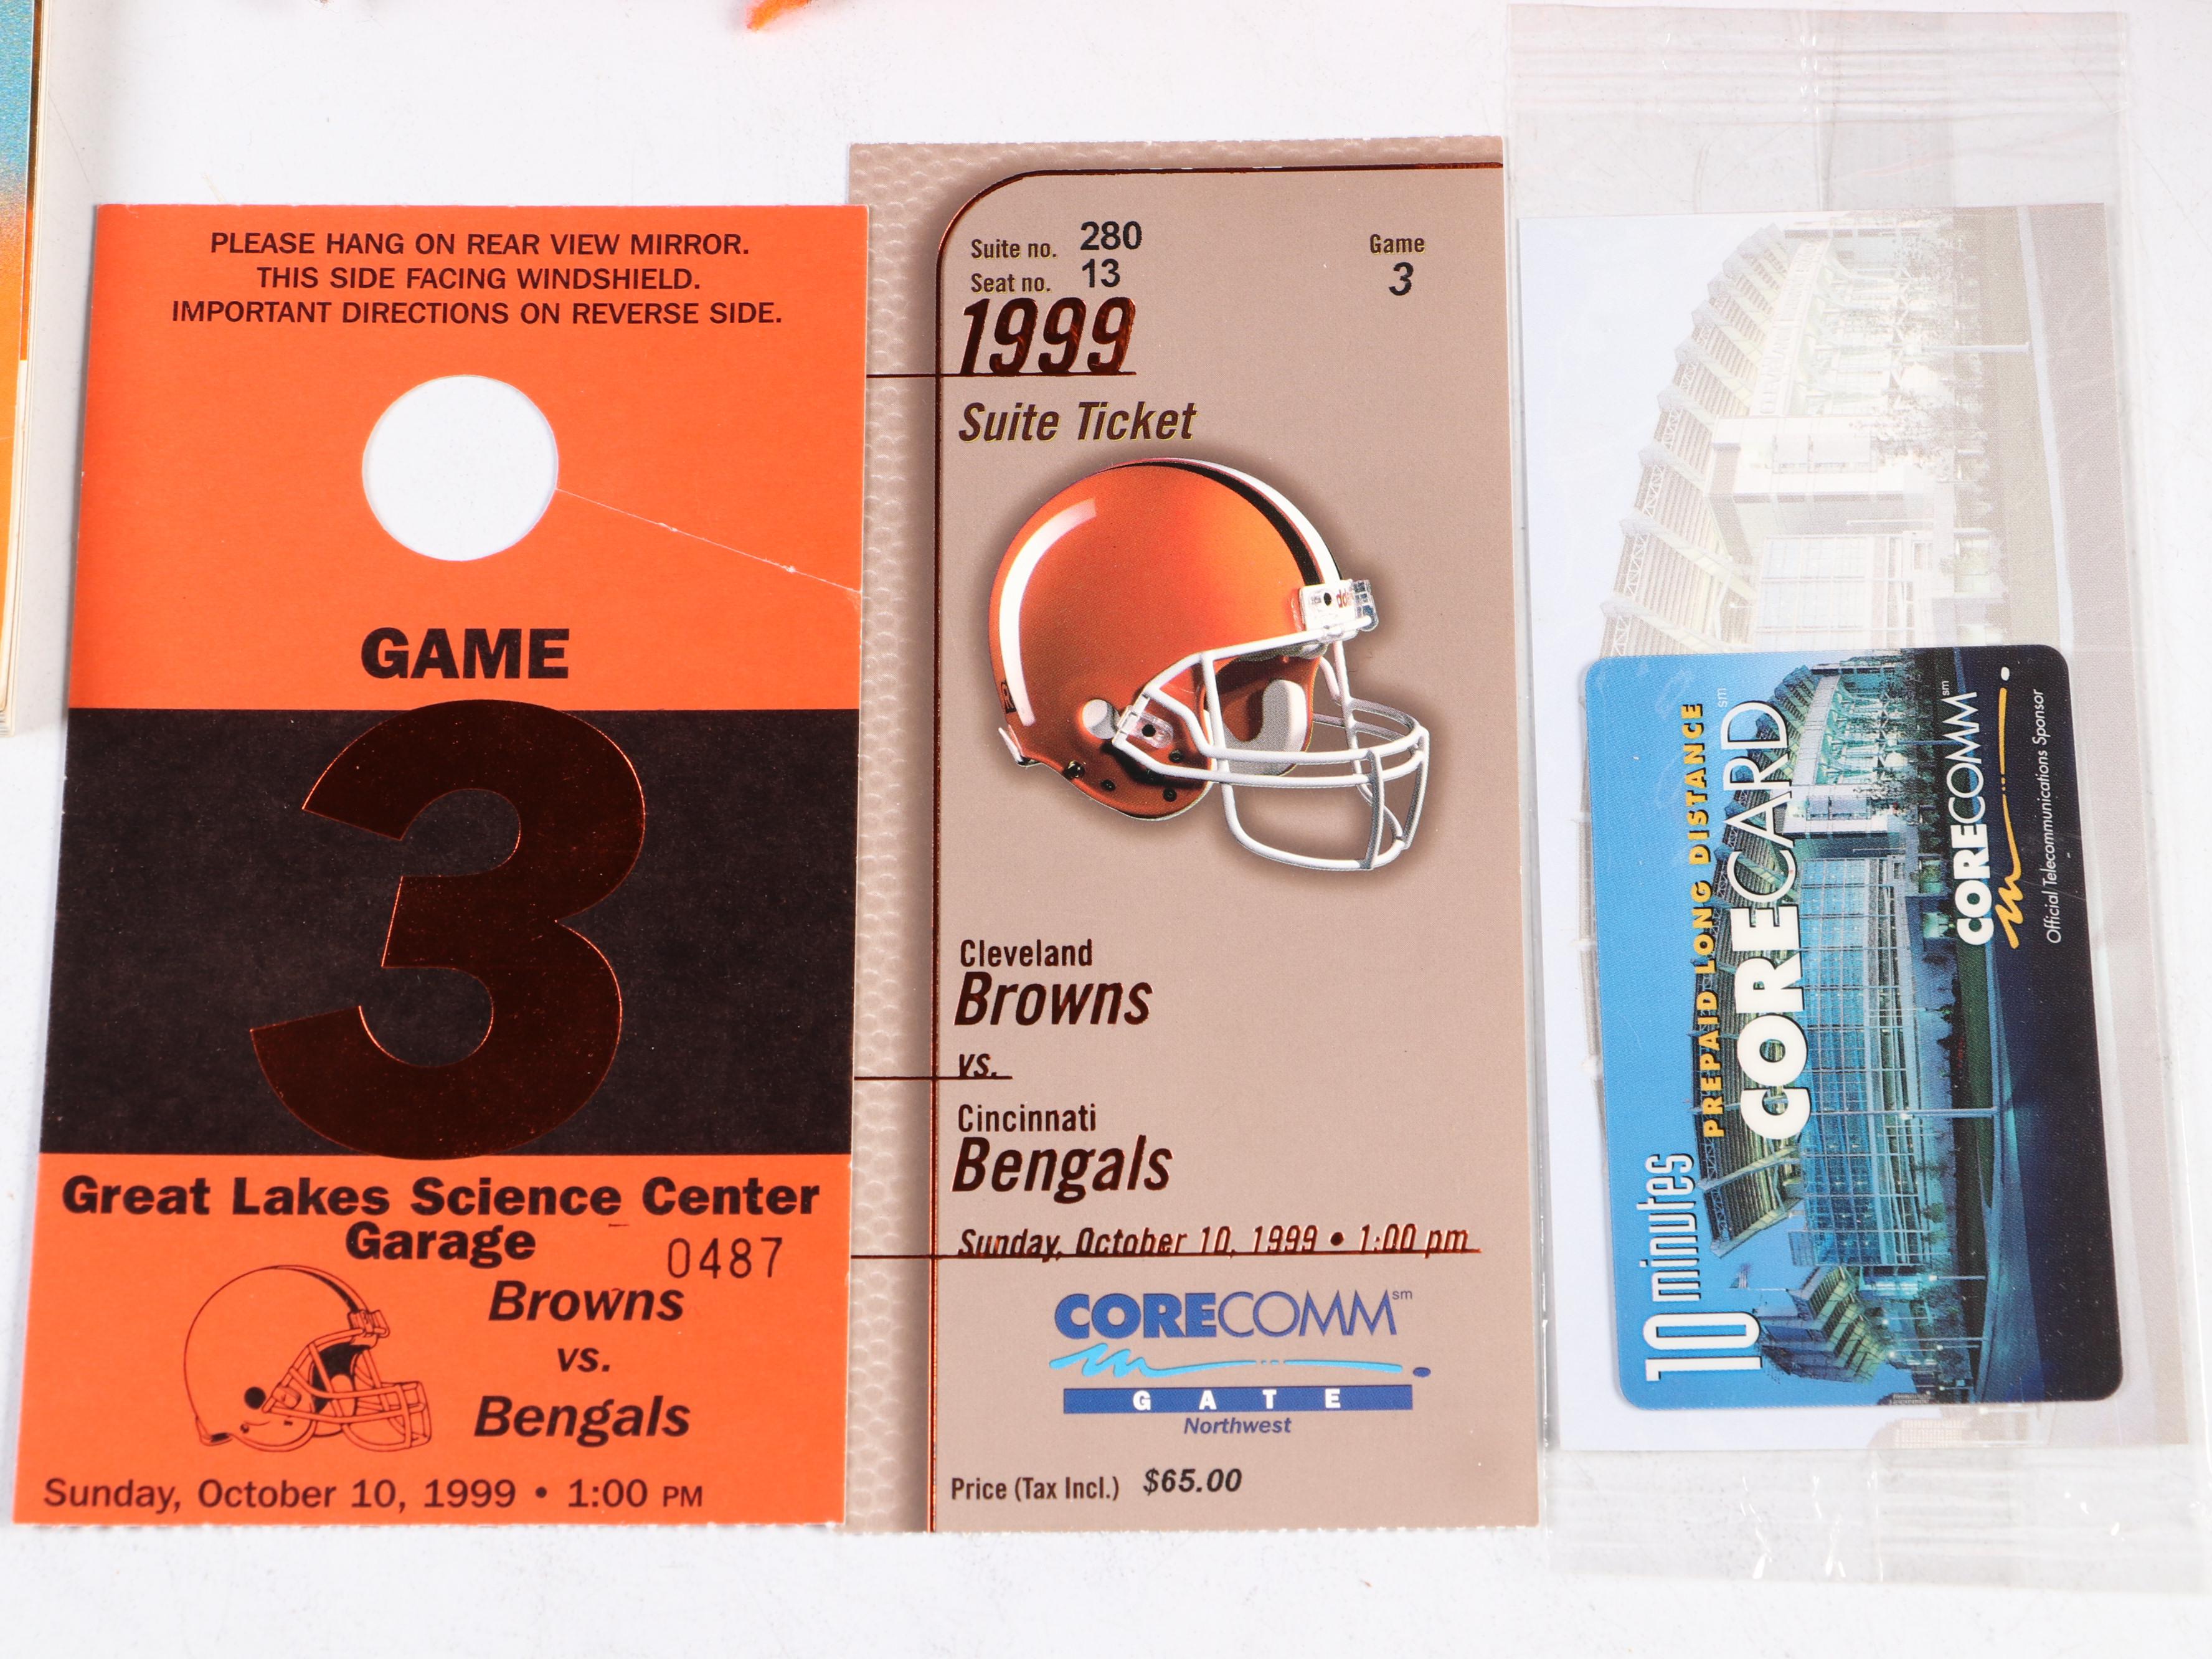 PLEASE HANG ON REAR VIEW MIRROR.
THIS SIDE FACING WINDSHIELD.
IMPORTANT DIRECTIONS ON REVERSE SIDE.
GAME
3
Great Lakes Science Center
Garage
0487
Browns
vs.
Bengals
Sunday, October 10, 1999 • 1:00 PM
Suite no. 280
Seat no. 13
Game
3
1999
Suite Ticket
Cleveland
Browns
vs.
Cincinnati
Bengals
Sunday, October 10, 1999 • 1:00 pm
CORECOMM sm
GATE
Northwest
Price (Tax Incl.) $65.00
10 minutes
PREPAID LONG DISTANCE
CORECARD sm
CORECOMM sm
Official Telecommunications Sponsor